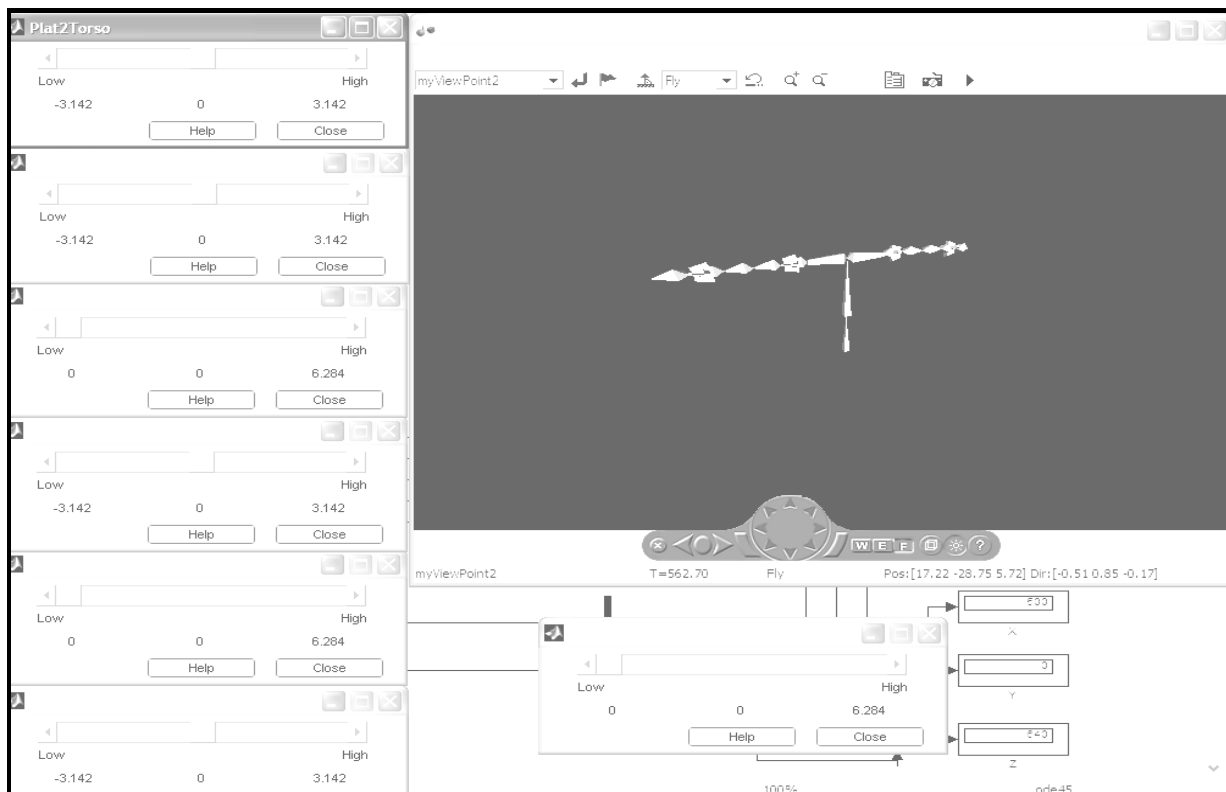 Plat2Torso
Low High
-3.142 0 3.142
Help Close
Low High
-3.142 0 3.142
Help Close
Low High
0 0 6.284
Help Close
Low High
-3.142 0 3.142
Help Close
Low High
0 0 6.284
Help Close
Low High
-3.142 0 3.142
myViewPoint2 Fly
W E F ?
myViewPoint2 T=562.70 Fly Pos:[17.22 -28.75 5.72] Dir:[-0.51 0.85 -0.17]
X
0
Y
Z
Low High
0 0 6.284
Help Close
100% ode45